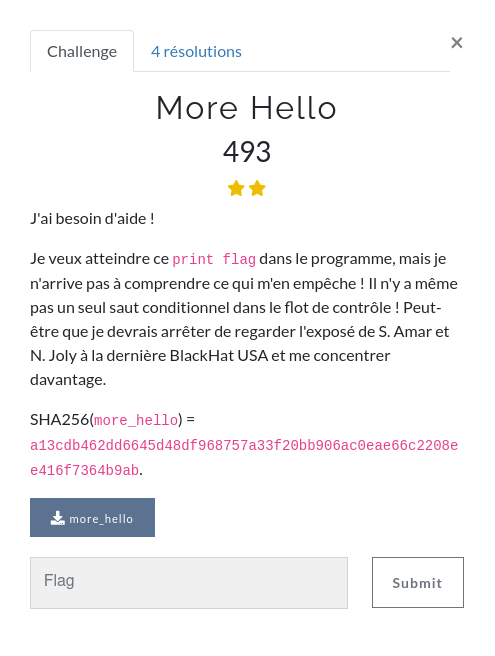 Challenge
4 résolutions
×
More Hello
493
J'ai besoin d'aide !
Je veux atteindre ce print flag dans le programme, mais je
n'arrive pas à comprendre ce qui m'en empêche ! Il n'y a même
pas un seul saut conditionnel dans le flot de contrôle ! Peut-
être que je devrais arrêter de regarder l'exposé de S. Amar et
N. Joly à la dernière BlackHat USA et me concentrer
davantage.
SHA256(more_hello) =
a13cdb462dd6645d48df968757a33f20bb906ac0eae66c2208e
e416f7364b9ab.
more_hello
Flag
Submit